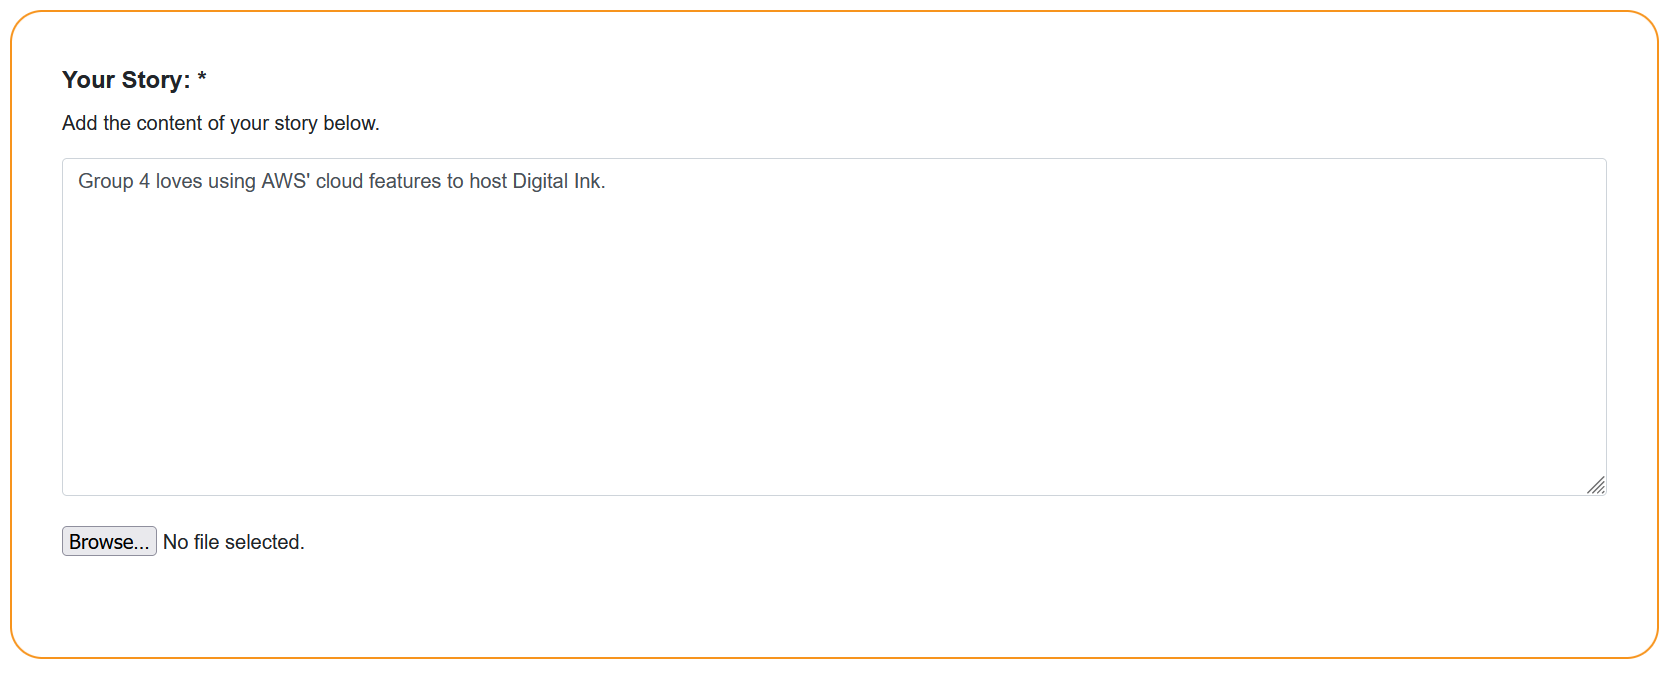 Your Story: *
Add the content of your story below.
Group 4 loves using AWS' cloud features to host Digital Ink.
Browse... No file selected.